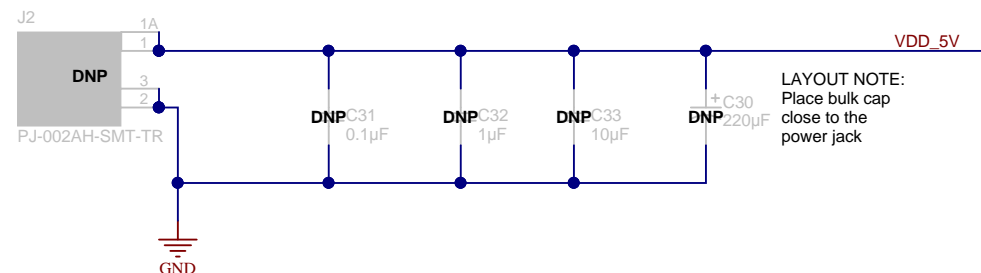 J2
1A
1
DNP
3
2
PJ-002AH-SMT-TR
DNP
C31
0.1µF
DNP
C32
1µF
DNP
C33
10µF
DNP
+
C30
220µF
VDD_5V
LAYOUT NOTE:
Place bulk cap
close to the
power jack
GND